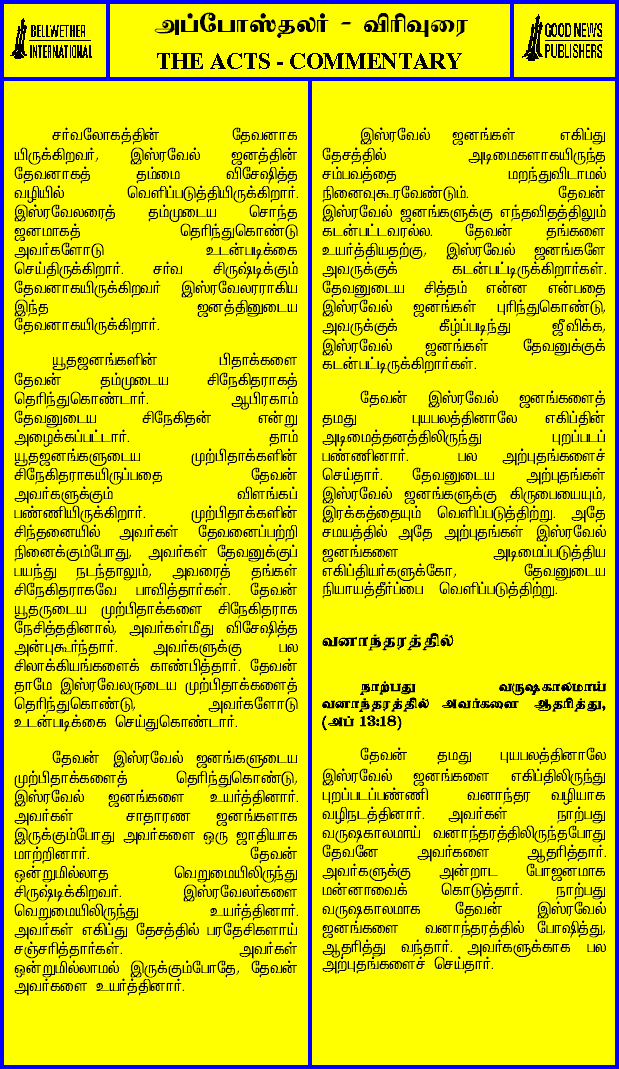 BELLWETHER
INTERNATIONAL
அப்போஸ்தலர் - விரிவுரை
THE ACTS - COMMENTARY
GOOD NEWS
PUBLISHERS
சர்வலோகத்தின் தேவனாக
யிருக்கிறவர், இஸ்ரவேல் ஜனத்தின்
தேவனாகத் தம்மை விசேஷித்த
வழியில் வெளிப்படுத்தியிருக்கிறார்.
இஸ்ரவேலரைத் தம்முடைய சொந்த
ஜனமாகத் தெரிந்துகொண்டு
அவர்களோடு உடன்படிக்கை
செய்திருக்கிறார். சர்வ சிருஷ்டிக்கும்
தேவனாகயிருக்கிறவர் இஸ்ரவேலராகிய
இந்த ஜனத்தினுடைய
தேவனாகயிருக்கிறார்.
யூதஜனங்களின் பிதாக்களை
தேவன் தம்முடைய சிநேகிதராகத்
தெரிந்துகொண்டார். ஆபிரகாம்
தேவனுடைய சிநேகிதன் என்று
அழைக்கப்பட்டார். தாம்
யூதஜனங்களுடைய முற்பிதாக்களின்
சிநேகிதராகயிருப்பதை தேவன்
அவர்களுக்கும் விளங்கப்
பண்ணியிருக்கிறார். முற்பிதாக்களின்
சிந்தனையில் அவர்கள் தேவனைப்பற்றி
நினைக்கும்போது, அவர்கள் தேவனுக்குப்
பயந்து நடந்தாலும், அவரைத் தங்கள்
சிநேகிதராகவே பாவித்தார்கள். தேவன்
யூதருடைய முற்பிதாக்களை சிநேகிதராக
நேசித்ததினால், அவர்கள்மீது விசேஷித்த
அன்புகூர்ந்தார். அவர்களுக்கு பல
சிலாக்கியங்களைக் காண்பித்தார். தேவன்
தாமே இஸ்ரவேலருடைய முற்பிதாக்களைத்
தெரிந்துகொண்டு, அவர்களோடு
உடன்படிக்கை செய்துகொண்டார்.
தேவன் இஸ்ரவேல் ஜனங்களுடைய
முற்பிதாக்களைத் தெரிந்துகொண்டு,
இஸ்ரவேல் ஜனங்களை உயர்த்தினார்.
அவர்கள் சாதாரண ஜனங்களாக
இருக்கும்போது அவர்களை ஒரு ஜாதியாக
மாற்றினார். தேவன்
ஒன்றுமில்லாத வெறுமையிலிருந்து
சிருஷ்டிக்கிறவர். இஸ்ரவேலர்களை
வெறுமையிலிருந்து உயர்த்தினார்.
அவர்கள் எகிப்து தேசத்தில் பரதேசிகளாய்
சஞ்சரித்தார்கள். அவர்கள்
ஒன்றுமில்லாமல் இருக்கும்போதே, தேவன்
அவர்களை உயர்த்தினார்.
இஸ்ரவேல் ஜனங்கள் எகிப்து
தேசத்தில் அடிமைகளாகயிருந்த
சம்பவத்தை மறந்துவிடாமல்
நினைவுகூரவேண்டும். தேவன்
இஸ்ரவேல் ஜனங்களுக்கு எந்தவிதத்திலும்
கடன்பட்டவரல்ல. தேவன் தங்களை
உயர்த்தியதற்கு, இஸ்ரவேல் ஜனங்களே
அவருக்குக் கடன்பட்டிருக்கிறார்கள்.
தேவனுடைய சித்தம் என்ன என்பதை
இஸ்ரவேல் ஜனங்கள் புரிந்துகொண்டு,
அவருக்குக் கீழ்ப்படிந்து ஜீவிக்க,
இஸ்ரவேல் ஜனங்கள் தேவனுக்குக்
கடன்பட்டிருக்கிறார்கள்.
தேவன் இஸ்ரவேல் ஜனங்களைத்
தமது புயபலத்தினாலே எகிப்தின்
அடிமைத்தனத்திலிருந்து புறப்படப்
பண்ணினார். பல அற்புதங்களைச்
செய்தார். தேவனுடைய அற்புதங்கள்
இஸ்ரவேல் ஜனங்களுக்கு கிருபையையும்,
இரக்கத்தையும் வெளிப்படுத்திற்று. அதே
சமயத்தில் அதே அற்புதங்கள் இஸ்ரவேல்
ஜனங்களை அடிமைப்படுத்திய
எகிப்தியர்களுக்கோ, தேவனுடைய
நியாயத்தீர்ப்பை வெளிப்படுத்திற்று.
வனாந்தரத்தில்
நாற்பது வருஷகாலமாய்
வனாந்தரத்தில் அவர்களை ஆதரித்து,
(அப் 13:18)
தேவன் தமது புயபலத்தினாலே
இஸ்ரவேல் ஜனங்களை எகிப்திலிருந்து
புறப்படப்பண்ணி வனாந்தர வழியாக
வழிநடத்தினார். அவர்கள் நாற்பது
வருஷகாலமாய் வனாந்தரத்திலிருந்தபோது
தேவனே அவர்களை ஆதரித்தார்.
அவர்களுக்கு அன்றாட போஜனமாக
மன்னாவைக் கொடுத்தார். நாற்பது
வருஷகாலமாக தேவன் இஸ்ரவேல்
ஜனங்களை வனாந்தரத்தில் போஷித்து,
ஆதரித்து வந்தார். அவர்களுக்காக பல
அற்புதங்களைச் செய்தார்.